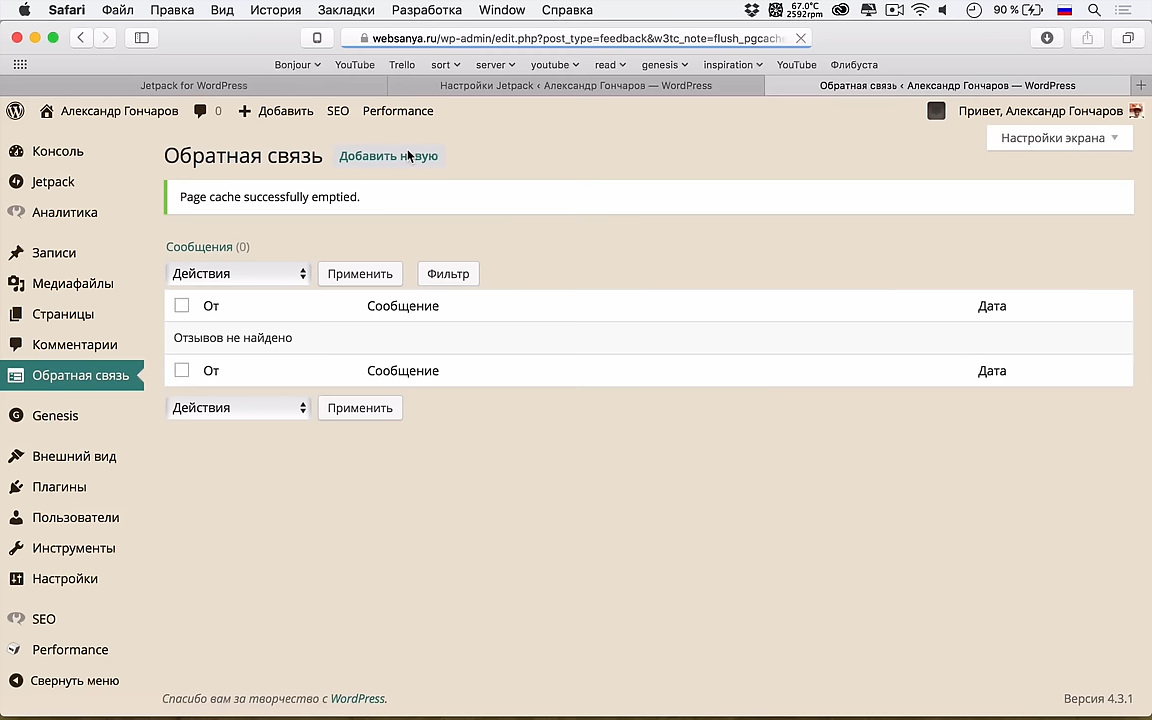 Safari Файл Правка Вид История Закладки Разработка Window Справка 67.0°C 2592rpm 90 %
websanya.ru/wp-admin/edit.php?post_type=feedback&w3tc_note=flush_pgcache
Bonjour YouTube Trello sort server youtube read genesis inspiration YouTube Флибуста
Jetpack for WordPress Настройки Jetpack ‹ Александр Гончаров — WordPress Обратная связь ‹ Александр Гончаров — WordPress
Александр Гончаров 0 Добавить SEO Performance Привет, Александр Гончаров
Настройки экрана
Консоль
Jetpack
Аналитика
Записи
Медиафайлы
Страницы
Комментарии
Обратная связь
Genesis
Внешний вид
Плагины
Пользователи
Инструменты
Настройки
SEO
Performance
Свернуть меню
Обратная связь Добавить новую
Page cache successfully emptied.
Сообщения (0)
Действия Применить Фильтр
От Сообщение Дата
Отзывов не найдено
От Сообщение Дата
Действия Применить
Спасибо вам за творчество с WordPress. Версия 4.3.1